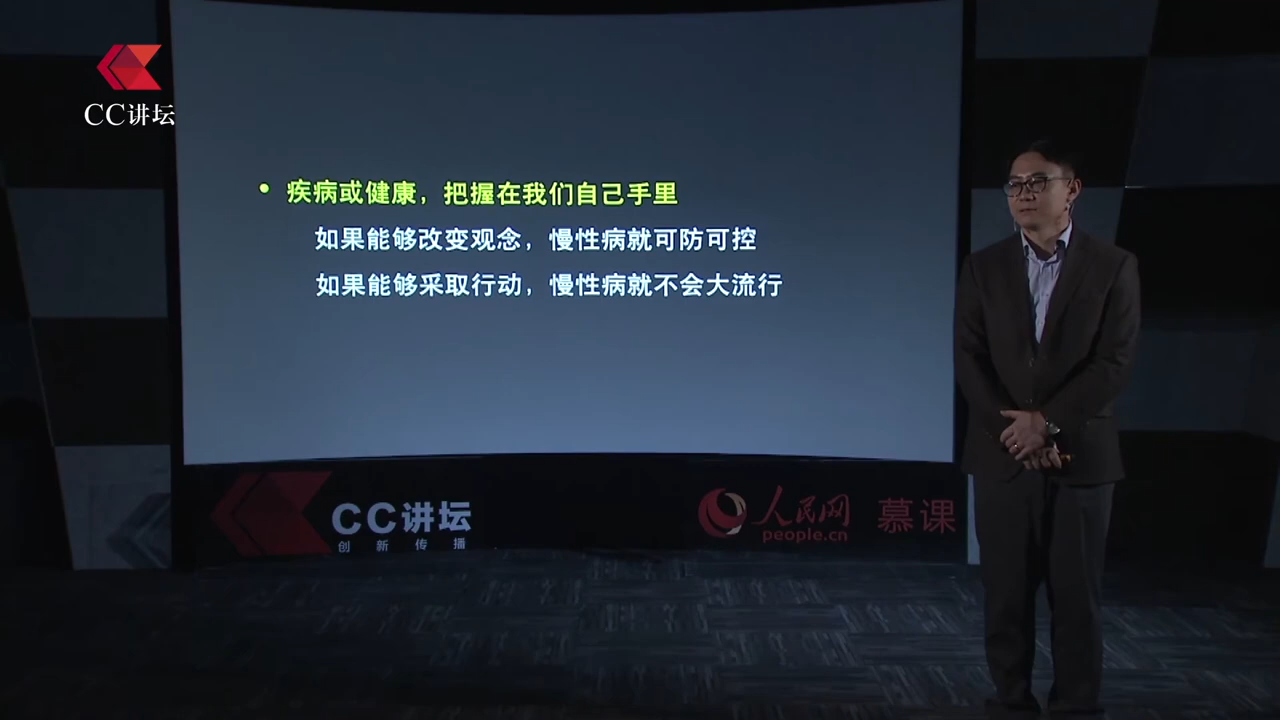 CC讲坛
• 疾病或健康，把握在我们自己手里
如果能够改变观念，慢性病就可防可控
如果能够采取行动，慢性病就不会大流行
CC讲坛
创新传播
人民网 慕课
people.cn